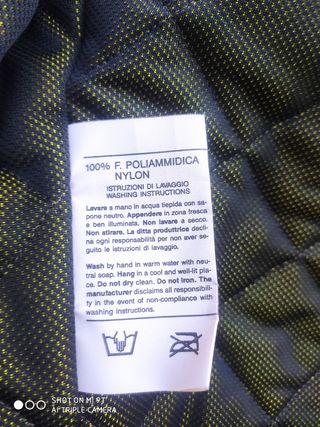 100% F. POLIAMMIDICA
NYLON
ISTRUZIONI DI LAVAGGIO
WASHING INSTRUCTIONS
Lavare a mano in acqua tiepida con sa-
pone neutro. Appendere in zona fresca
e ben illuminata. Non lavare a secco.
Non stirare. La ditta produttrice decli-
na ogni responsabilità per non aver se-
guito le istruzioni di lavaggio.
Wash by hand in warm water with neu-
tral soap. Hang in a cool and well-lit pla-
ce. Do not dry clean. Do not Iron. The
manufacturer disclaims all responsibili-
ty in the event of non-compliance with
washing instructions.
SHOT ON MI 9T
AI TRIPLE CAMERA